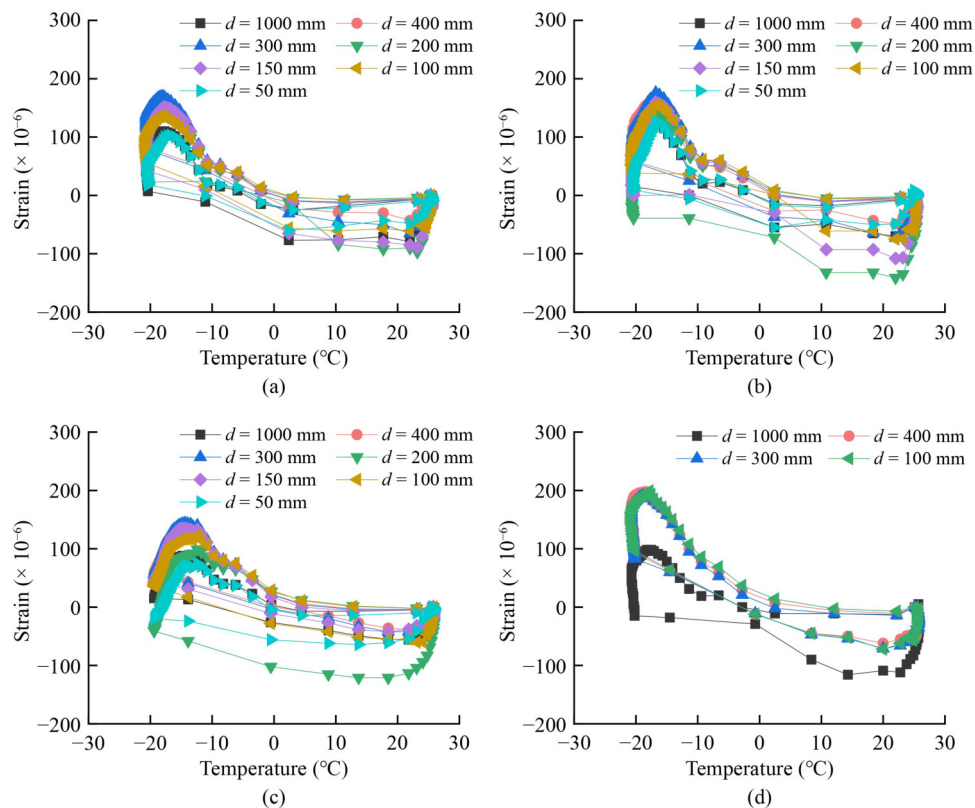 d = 1000 mm d = 400 mm
d = 300 mm d = 200 mm
d = 150 mm d = 100 mm
d = 50 mm
300
200
100
0
−100
−200
Strain (× 10⁻⁶)
−30 −20 −10 0 10 20 30
Temperature (℃)
(a)
d = 1000 mm d = 400 mm
d = 300 mm d = 200 mm
d = 150 mm d = 100 mm
d = 50 mm
300
200
100
0
−100
−200
Strain (× 10⁻⁶)
−30 −20 −10 0 10 20 30
Temperature (℃)
(b)
d = 1000 mm d = 400 mm
d = 300 mm d = 200 mm
d = 150 mm d = 100 mm
d = 50 mm
300
200
100
0
−100
−200
Strain (× 10⁻⁶)
−30 −20 −10 0 10 20 30
Temperature (℃)
(c)
d = 1000 mm d = 400 mm
d = 300 mm d = 100 mm
300
200
100
0
−100
−200
Strain (× 10⁻⁶)
−30 −20 −10 0 10 20 30
Temperature (℃)
(d)